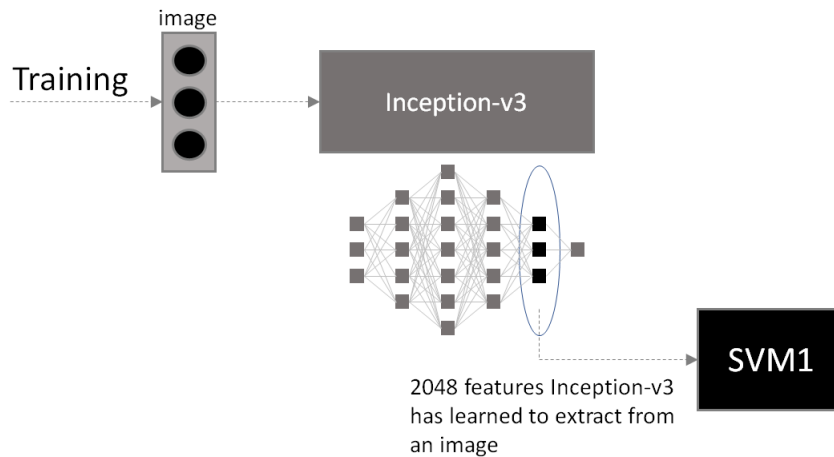 image
Training
Inception-v3
SVM1
2048 features Inception-v3
has learned to extract from
an image